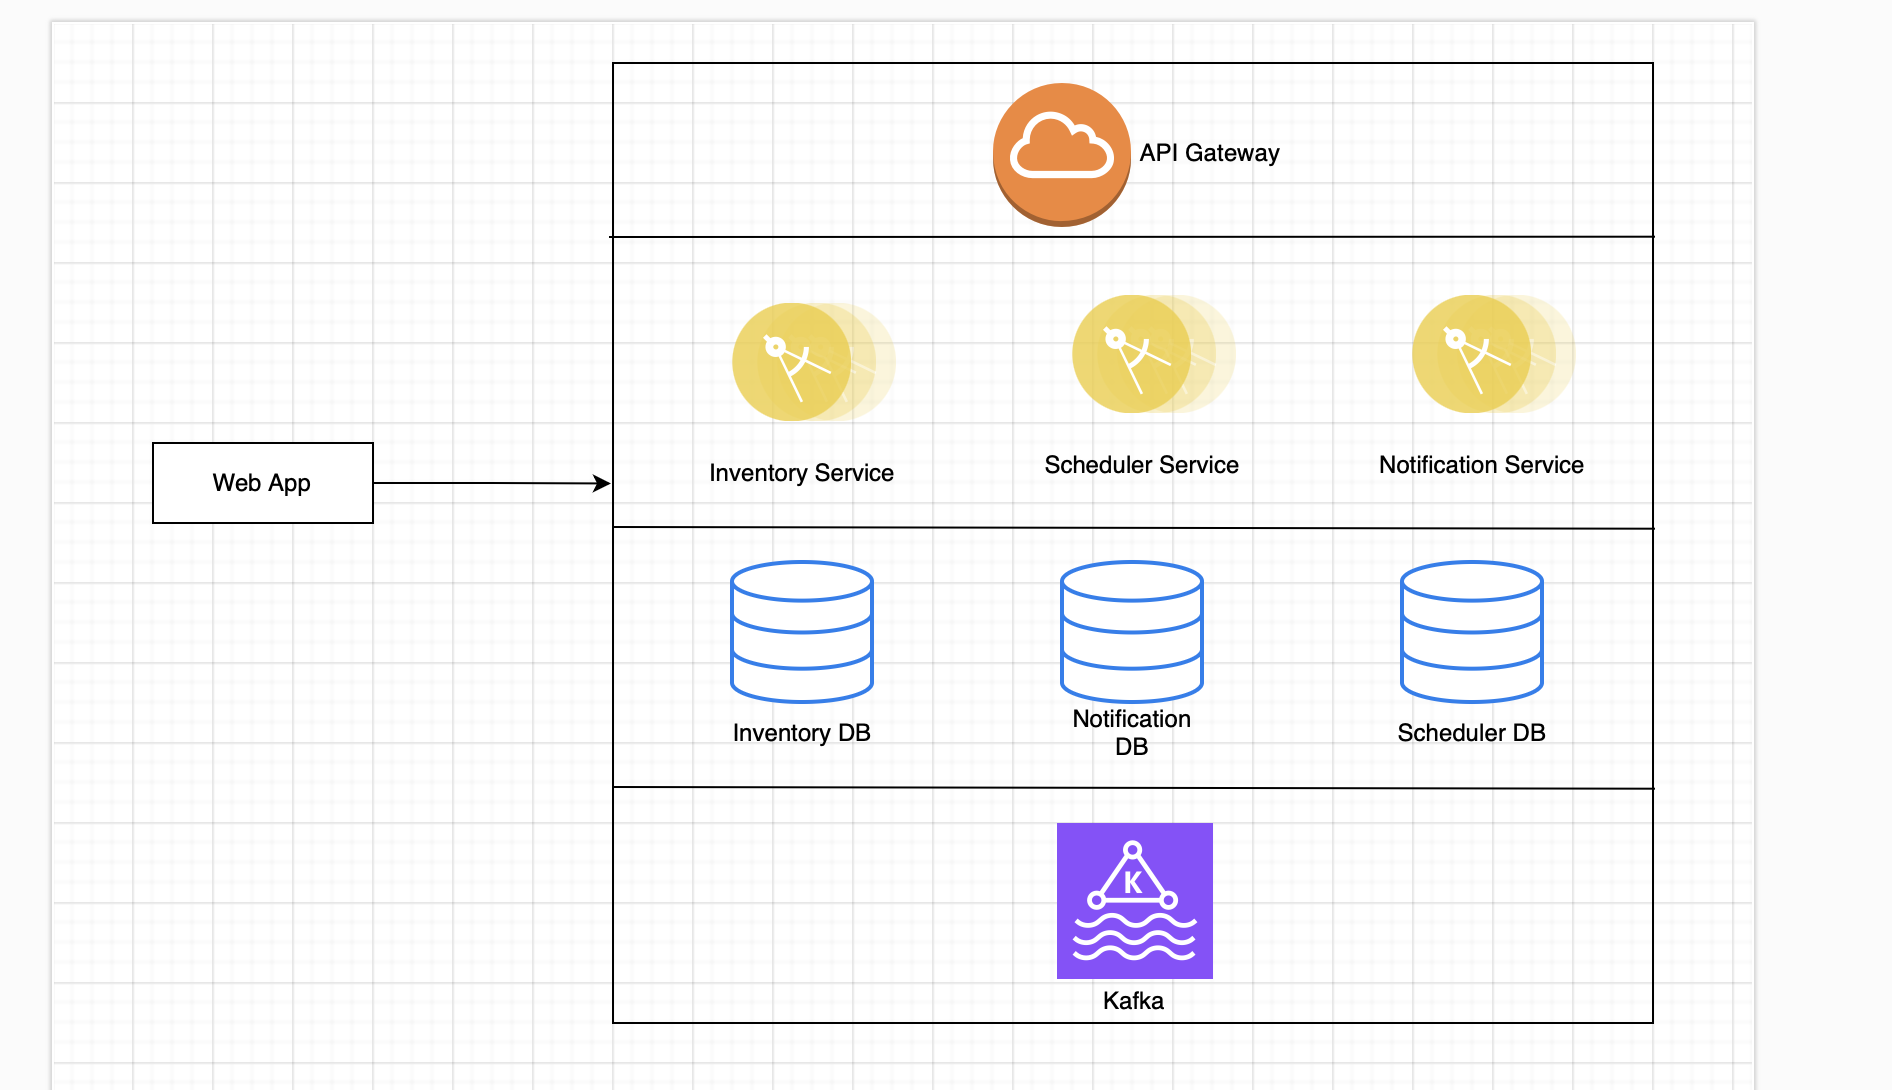 API Gateway
Inventory Service
Scheduler Service
Notification Service
Web App
Inventory DB
Notification
DB
Scheduler DB
K
Kafka